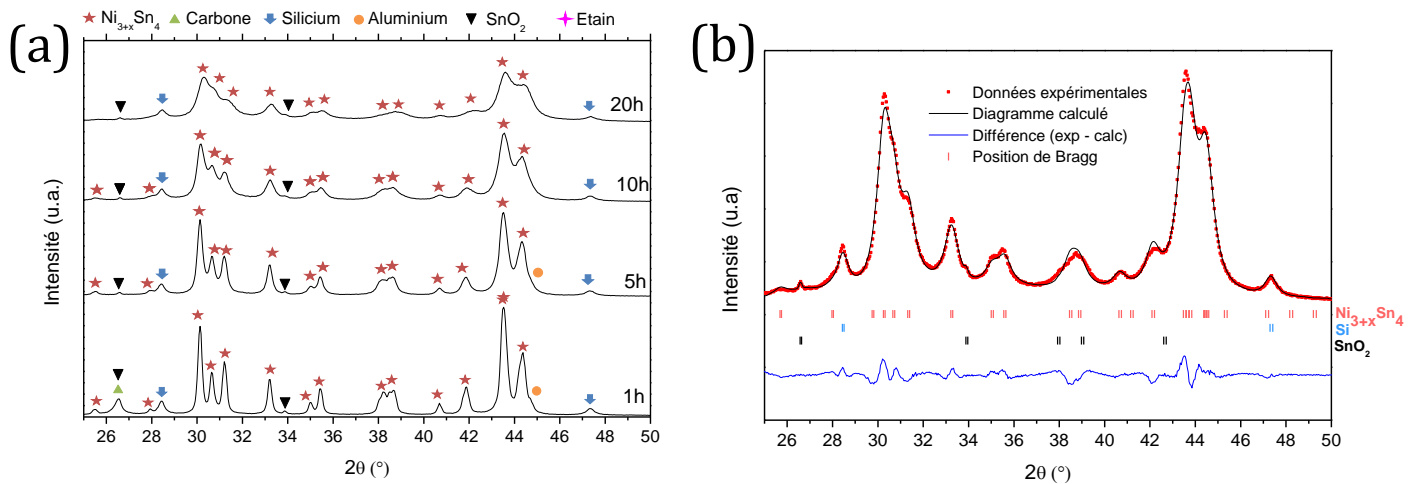 (a)
Ni3+xSn4 Carbone Silicium Aluminium SnO2 Etain
20h
10h
5h
1h
Intensité (u.a.)
26 28 30 32 34 36 38 40 42 44 46 48 50
2θ (°)
(b)
Données expérimentales
Diagramme calculé
Différence (exp - calc)
Position de Bragg
Intensité (u.a)
Ni3+xSn4
Si
SnO2
26 28 30 32 34 36 38 40 42 44 46 48 50
2θ (°)